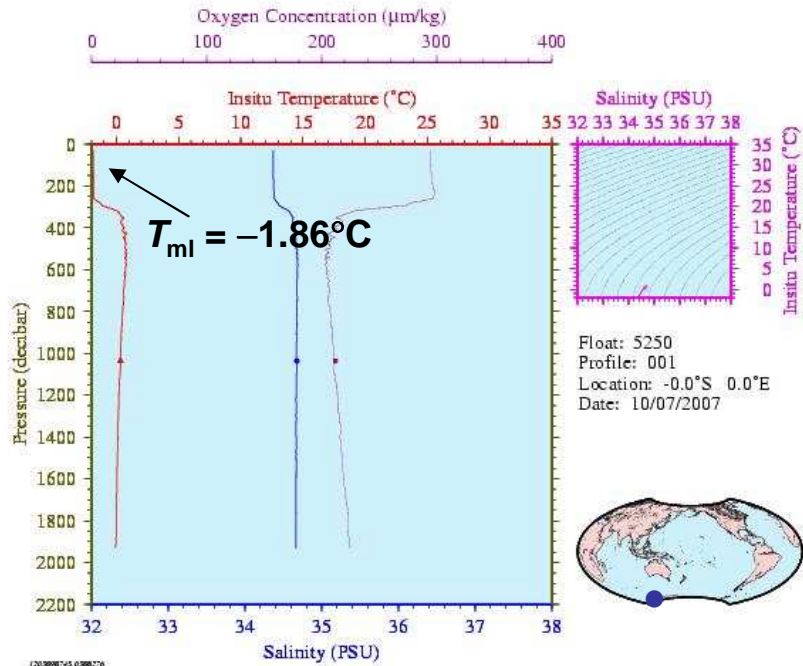 Oxygen Concentration (μm/kg)
0 100 200 300 400
Insitu Temperature (°C)
0 5 10 15 20 25 30 35
0
200
400
600
800
1000
1200
1400
1600
1800
2000
2200
Pressure (decibar)
Tml = –1.86°C
32 33 34 35 36 37 38
Salinity (PSU)
Salinity (PSU)
32 33 34 35 36 37 38
35
30
25
20
15
10
5
0
Insitu Temperature (°C)
Float: 5250
Profile: 001
Location: -0.0°S 0.0°E
Date: 10/07/2007